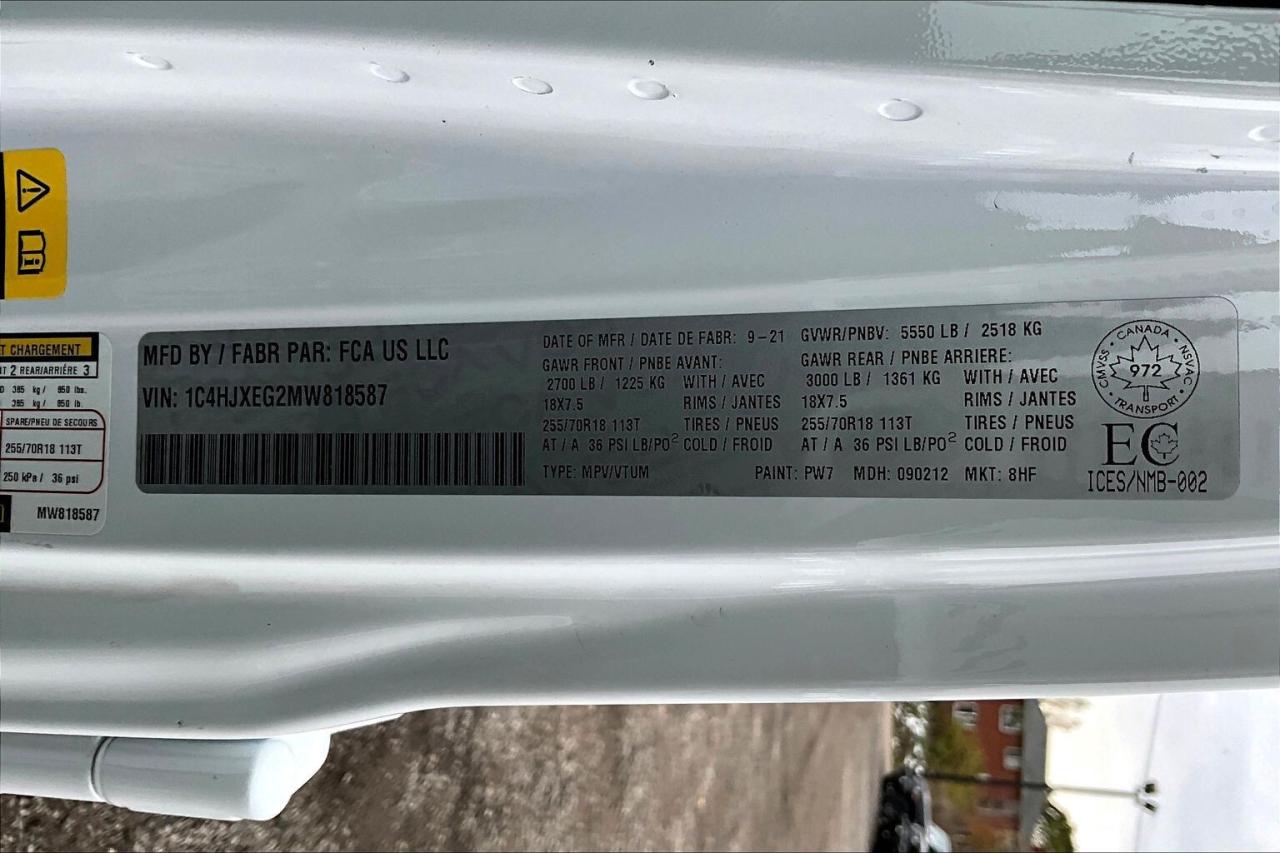 T CHARGEMENT
T 2 REAR/ARRIÈRE 3
385 kg / 850 lbs.
385 kg / 850 lb.
SPARE/PNEU DE SECOURS
255/70R18 113T
250 kPa / 36 psi
MW818587
MFD BY / FABR PAR: FCA US LLC
VIN: 1C4HJXEG2MW818587
DATE OF MFR / DATE DE FABR: 9-21 GVWR/PNBV: 5550 LB / 2518 KG
GAWR FRONT / PNBE AVANT: GAWR REAR / PNBE ARRIERE:
2700 LB / 1225 KG WITH / AVEC 3000 LB / 1361 KG WITH / AVEC
18X7.5 RIMS / JANTES 18X7.5 RIMS / JANTES
255/70R18 113T TIRES / PNEUS 255/70R18 113T TIRES / PNEUS
AT / A 36 PSI LB/PO² COLD / FROID AT / A 36 PSI LB/PO² COLD / FROID
TYPE: MPV/VTUM PAINT: PW7 MDH: 090212 MKT: 8HF
CANADA
CMVSS 972 NSVAC
TRANSPORT
EC
ICES/NMB-002